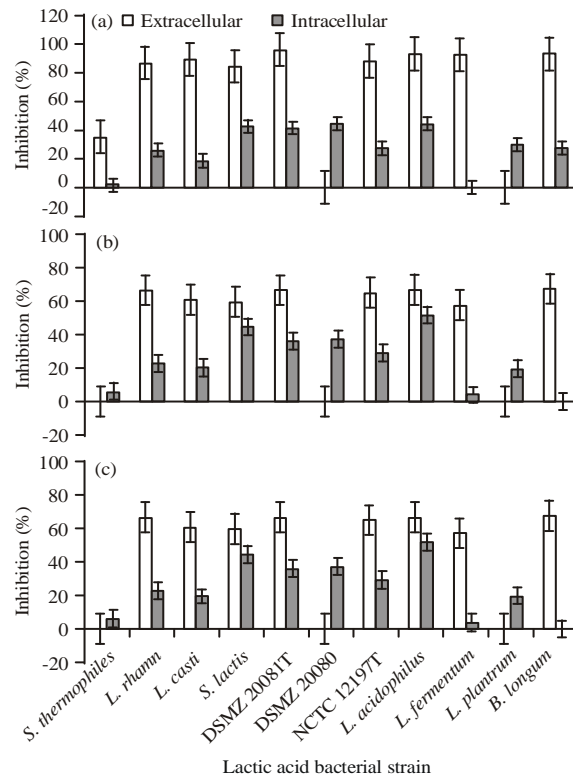 (a) Extracellular Intracellular
120
100
80
60
40
20
0
-20
Inhibition (%)
(b)
100
80
60
40
20
0
-20
Inhibition (%)
(c)
100
80
60
40
20
0
-20
Inhibition (%)
S. thermophiles
L. rhamn
L. casti
S. lactis
DSMZ 20081T
DSMZ 20080
NCTC 12197T
L. acidophilus
L. fermentum
L. plantrum
B. longum
Lactic acid bacterial strain